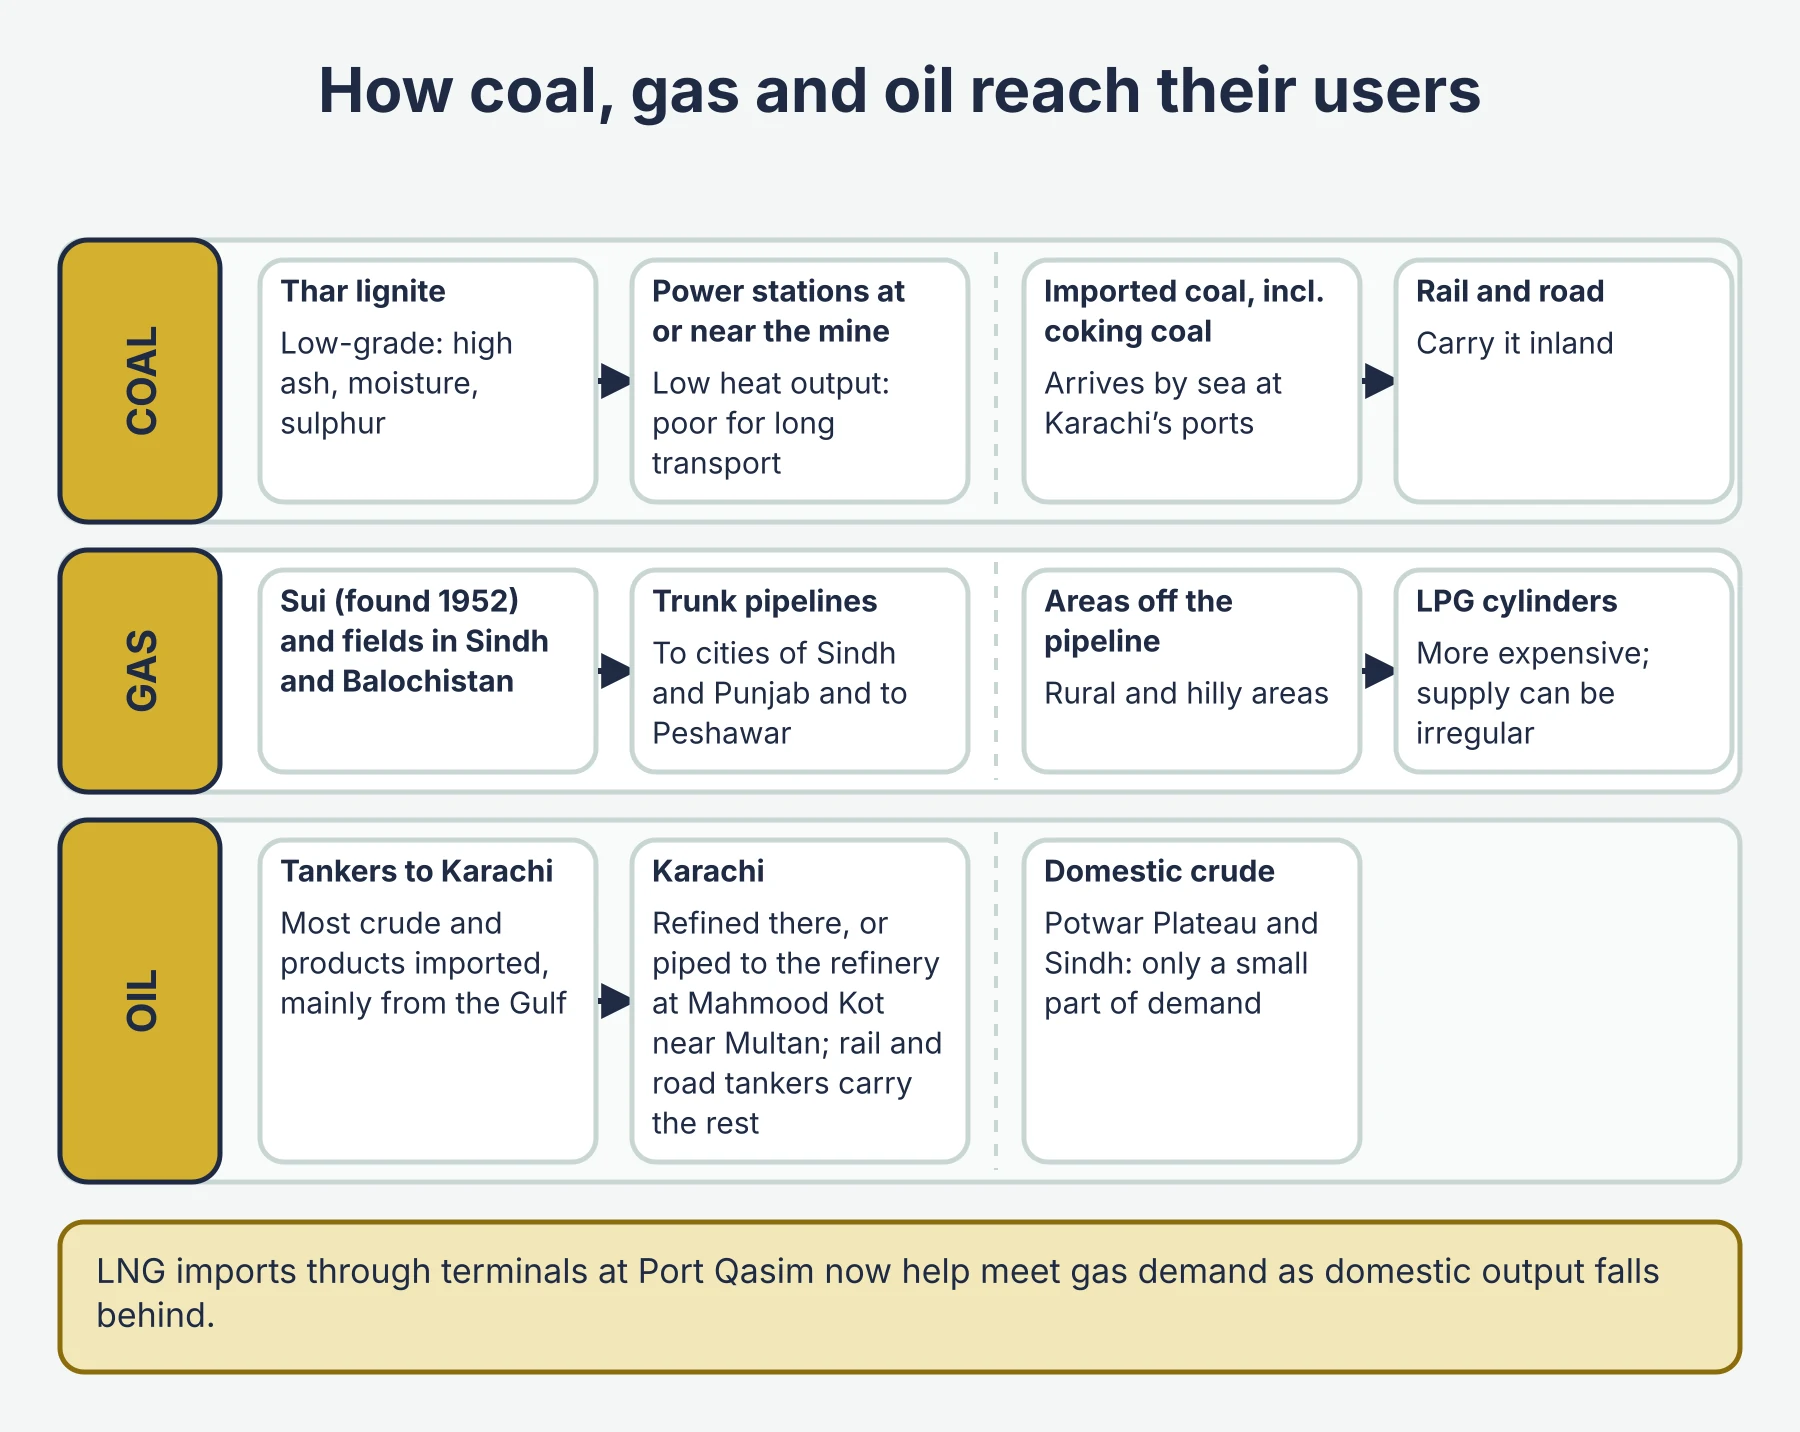 How coal, gas and oil reach their users
COAL
Thar lignite
Low-grade: high
ash, moisture,
sulphur
Power stations at
or near the mine
Low heat output:
poor for long
transport
Imported coal, incl.
coking coal
Arrives by sea at
Karachi’s ports
Rail and road
Carry it inland
GAS
Sui (found 1952)
and fields in Sindh
and Balochistan
Trunk pipelines
To cities of Sindh
and Punjab and to
Peshawar
Areas off the
pipeline
Rural and hilly areas
LPG cylinders
More expensive;
supply can be
irregular
OIL
Tankers to Karachi
Most crude and
products imported,
mainly from the Gulf
Karachi
Refined there, or
piped to the refinery
at Mahmood Kot
near Multan; rail and
road tankers carry
the rest
Domestic crude
Potwar Plateau and
Sindh: only a small
part of demand
LNG imports through terminals at Port Qasim now help meet gas demand as domestic output falls
behind.